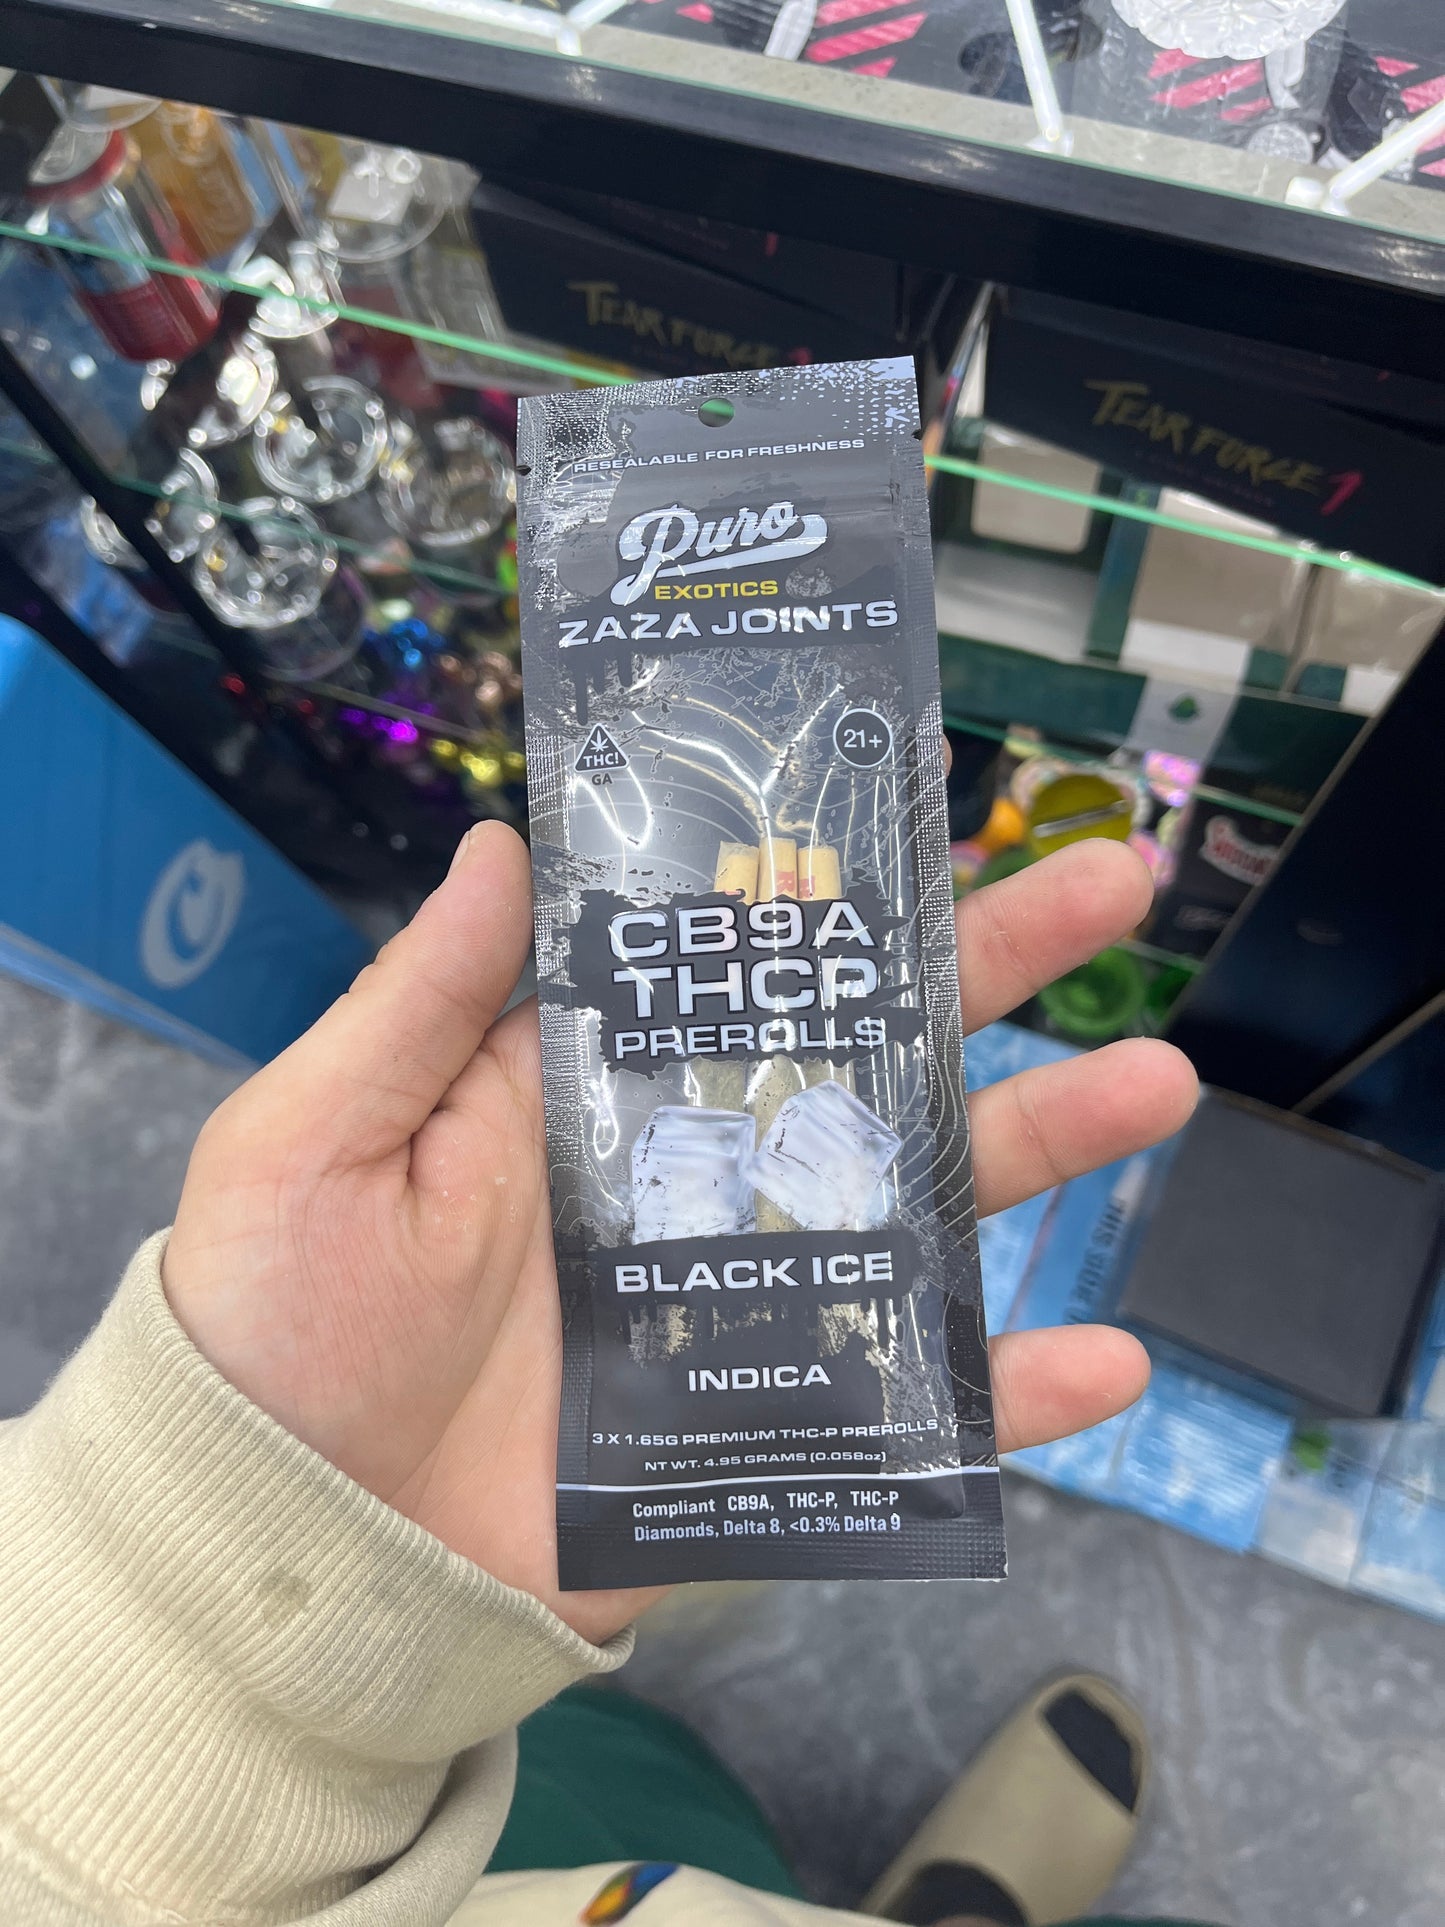 TEAR FORCE
TEAR FORCE 1
RESEALABLE FOR FRESHNESS
Puro
EXOTICS
ZAZA JOINTS
THC!
GA
21+
CB9A
THCP
PREROLLS
BLACK ICE
INDICA
3 X 1.65G PREMIUM THC-P PREROLLS
NT WT. 4.95 GRAMS (0.058oz)
Compliant CB9A, THC-P, THC-P
Diamonds, Delta 8, <0.3% Delta 9